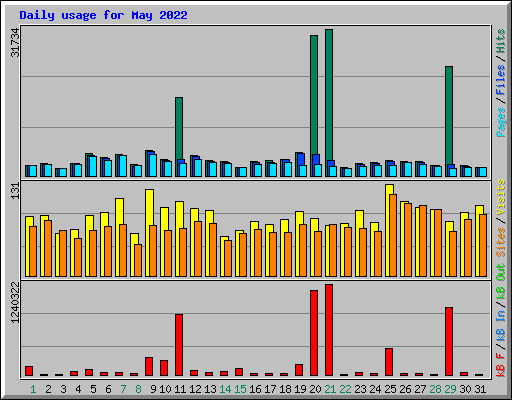 Daily usage for May 2022
31734
Pages / Files / Hits
131
Sites / Visits
1240322
kB F / kB In / kB Out
1 2 3 4 5 6 7 8 9 10 11 12 13 14 15 16 17 18 19 20 21 22 23 24 25 26 27 28 29 30 31